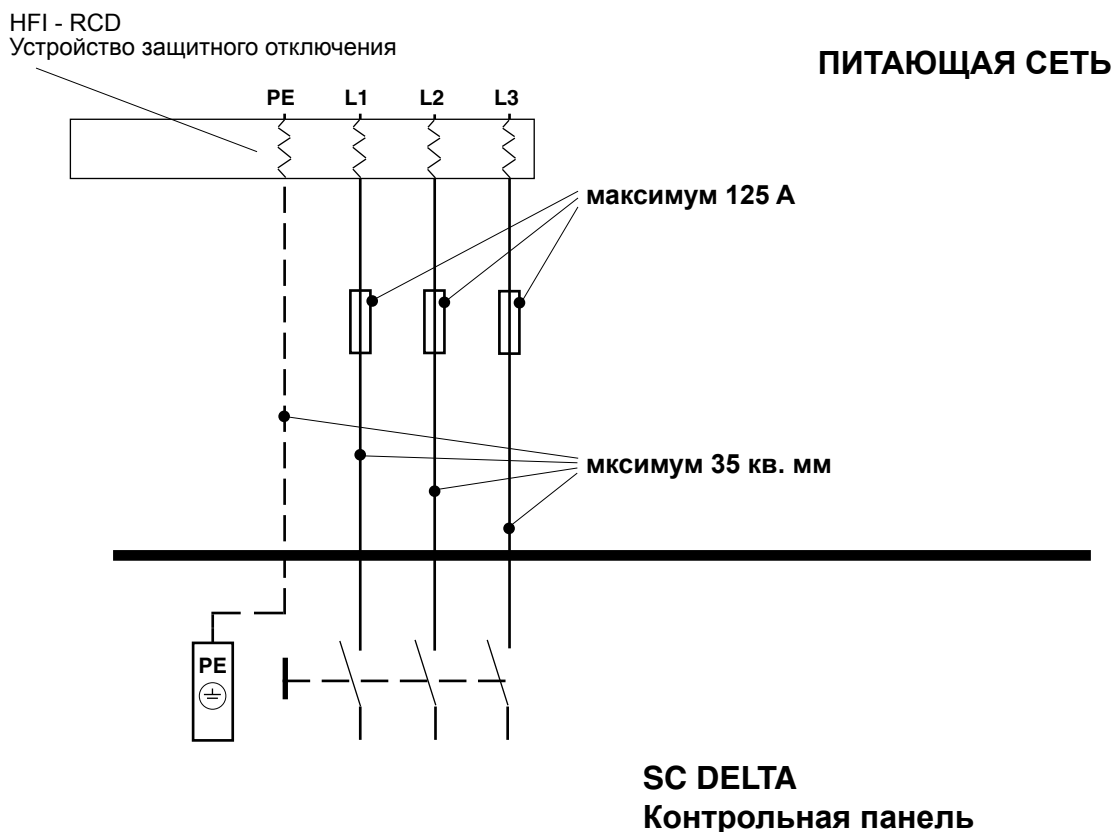 HFI - RCD
Устройство защитного отключения
ПИТАЮЩАЯ СЕТЬ
PE L1 L2 L3
максимум 125 А
мксимум 35 кв. мм
PE
SC DELTA
Контрольная панель